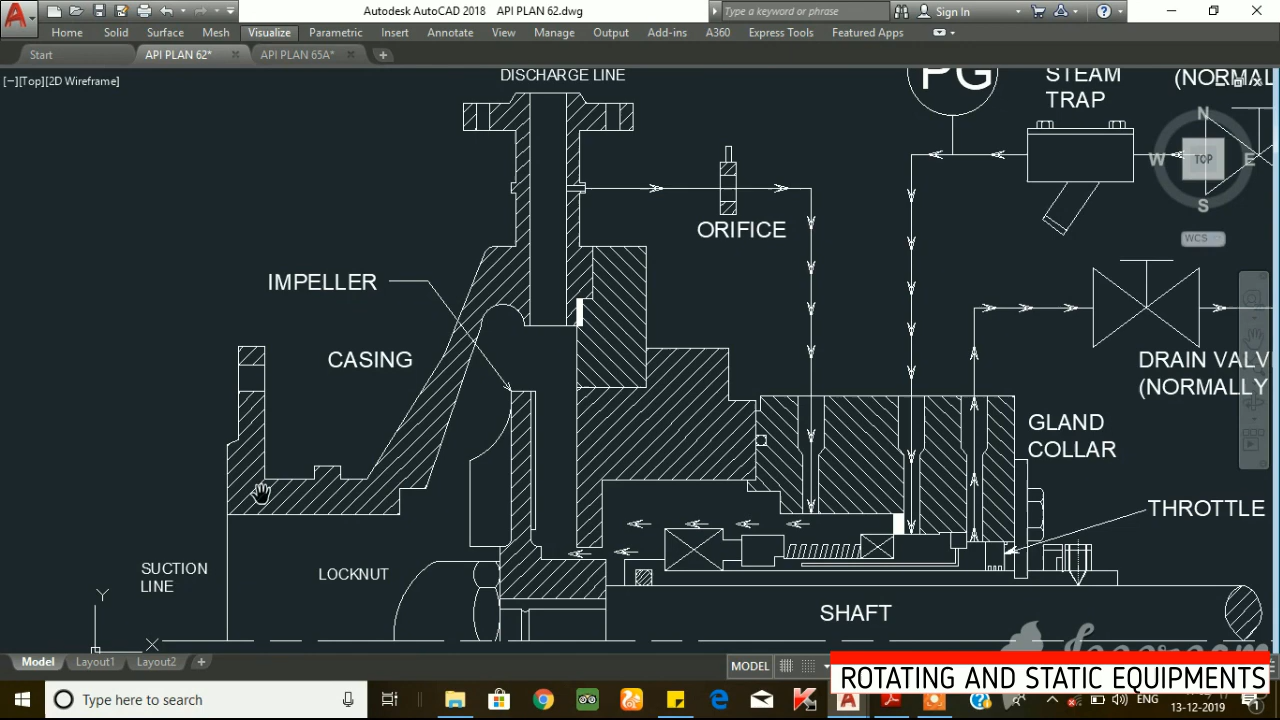 Autodesk AutoCAD 2018 API PLAN 62.dwg
Type a keyword or phrase
Sign In
Home Solid Surface Mesh Visualize Parametric Insert Annotate View Manage Output Add-ins A360 Express Tools Featured Apps
Start API PLAN 62* API PLAN 65A*
[−][Top][2D Wireframe]
DISCHARGE LINE
PG
STEAM
TRAP
(NORMAL
N
W TOP E
S
WCS
ORIFICE
IMPELLER
CASING
DRAIN VALV
(NORMALLY
GLAND
COLLAR
THROTTLE
SUCTION
LINE
LOCKNUT
SHAFT
Y
X
Model Layout1 Layout2
MODEL
ROTATING AND STATIC EQUIPMENTS
Type here to search
ENG
13-12-2019